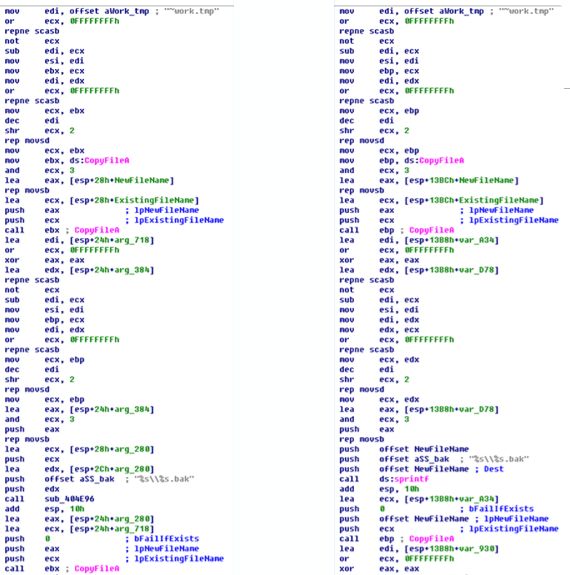 mov edi, offset aWork_tmp ; "~work.tmp"
or ecx, 0FFFFFFFFh
repne scasb
not ecx
sub edi, ecx
mov esi, edi
mov ebx, ecx
mov edi, edx
or ecx, 0FFFFFFFFh
repne scasb
mov ecx, ebx
dec edi
shr ecx, 2
rep movsd
mov ecx, ebx
mov ebx, ds:CopyFileA
and ecx, 3
lea eax, [esp+28h+NewFileName]
rep movsb
lea ecx, [esp+28h+ExistingFileName]
push eax ; lpNewFileName
push ecx ; lpExistingFileName
call ebx ; CopyFileA
lea edi, [esp+24h+arg_718]
or ecx, 0FFFFFFFFh
xor eax, eax
lea edx, [esp+24h+arg_384]
repne scasb
not ecx
sub edi, ecx
mov esi, edi
mov ebp, ecx
mov edi, edx
or ecx, 0FFFFFFFFh
repne scasb
mov ecx, ebp
dec edi
shr ecx, 2
rep movsd
mov ecx, ebp
lea eax, [esp+24h+arg_384]
and ecx, 3
push eax
rep movsb
lea ecx, [esp+28h+arg_280]
push ecx
lea edx, [esp+2Ch+arg_280]
push offset aSS_bak ; "%s\\%s.bak"
push edx
call sub_404E96
add esp, 10h
lea eax, [esp+24h+arg_280]
lea ecx, [esp+24h+arg_718]
push 0 ; bFailIfExists
push eax ; lpNewFileName
push ecx ; lpExistingFileName
call ebx ; CopyFileA
mov edi, offset aWork_tmp ; "~work.tmp"
or ecx, 0FFFFFFFFh
repne scasb
not ecx
sub edi, ecx
mov esi, edi
mov ebp, ecx
mov edi, edx
or ecx, 0FFFFFFFFh
repne scasb
mov ecx, ebp
dec edi
shr ecx, 2
rep movsd
mov ecx, ebp
mov ebp, ds:CopyFileA
and ecx, 3
lea eax, [esp+13BCh+NewFileName]
rep movsb
lea ecx, [esp+13BCh+ExistingFileName]
push eax ; lpNewFileName
push ecx ; lpExistingFileName
call ebp ; CopyFileA
lea edi, [esp+13B8h+var_A34]
or ecx, 0FFFFFFFFh
xor eax, eax
lea edx, [esp+13B8h+var_D78]
repne scasb
not ecx
sub edi, ecx
mov esi, edi
mov edx, ecx
mov edi, edx
or ecx, 0FFFFFFFFh
repne scasb
mov ecx, edx
dec edi
shr ecx, 2
rep movsd
mov ecx, edx
lea eax, [esp+13B8h+var_D78]
and ecx, 3
push eax
rep movsb
push offset NewFileName
push offset aSS_bak ; "%s\\%s.bak"
push offset NewFileName ; Dest
call ds:sprintf
add esp, 10h
lea ecx, [esp+13B8h+var_A34]
push 0 ; bFailIfExists
push offset NewFileName ; lpNewFileName
push ecx ; lpExistingFileName
call ebp ; CopyFileA
lea edi, [esp+13B8h+var_930]
or ecx, 0FFFFFFFFh
xor eax, eax